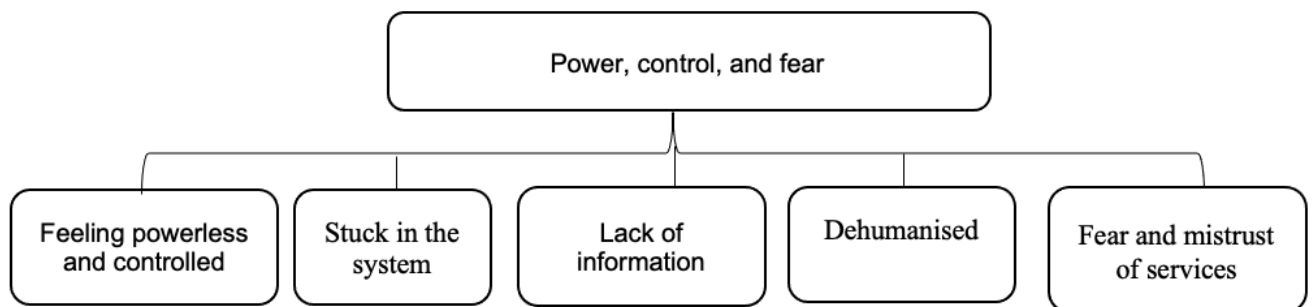 Power, control, and fear
Feeling powerless
and controlled
Stuck in the
system
Lack of
information
Dehumanised
Fear and mistrust
of services